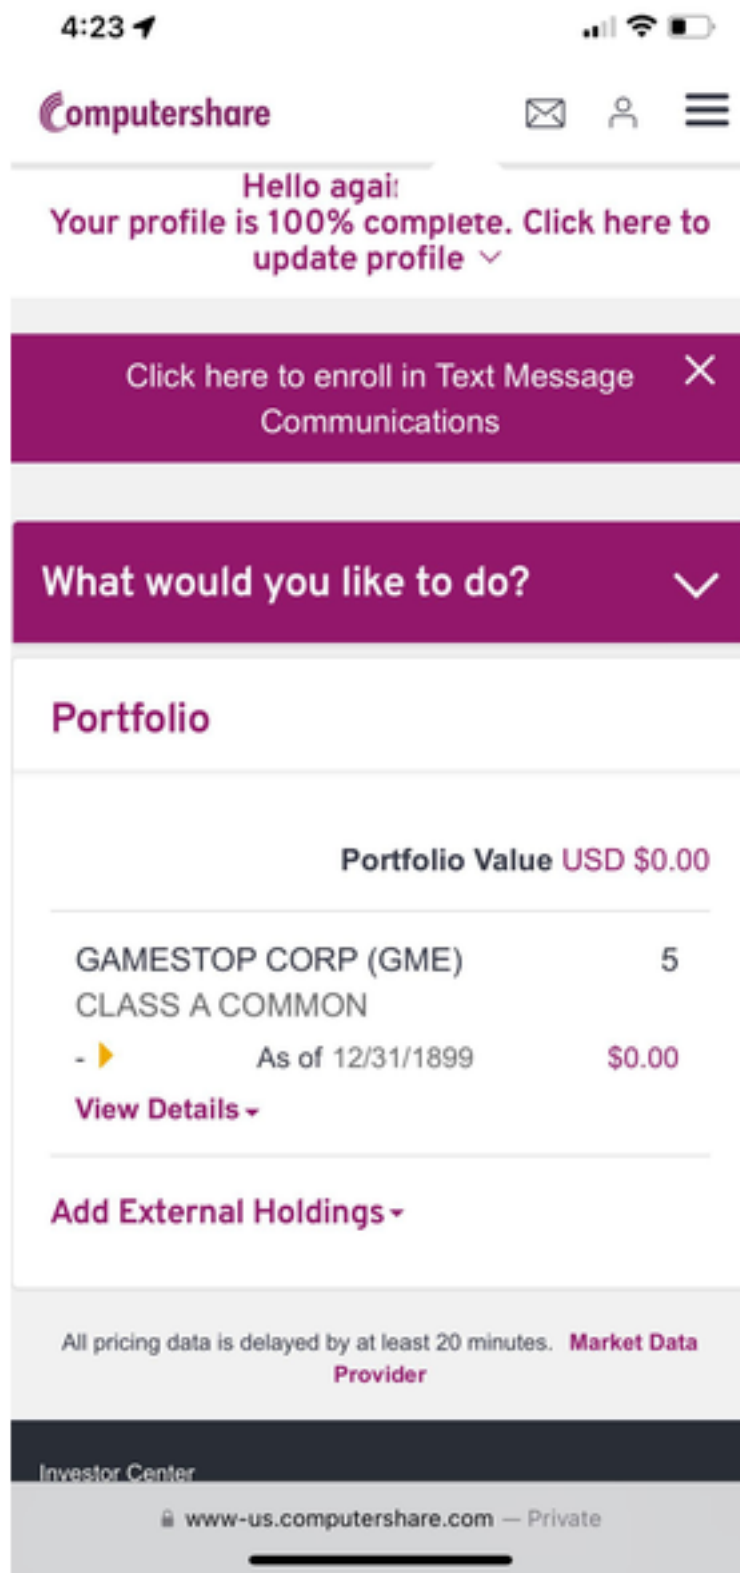 4:23
Computershare
Hello agai
Your profile is 100% complete. Click here to
update profile
Click here to enroll in Text Message
Communications
What would you like to do?
Portfolio
Portfolio Value USD $0.00
GAMESTOP CORP (GME) 5
CLASS A COMMON
- As of 12/31/1899 $0.00
View Details
Add External Holdings
All pricing data is delayed by at least 20 minutes. Market Data
Provider
Investor Center
www-us.computershare.com — Private